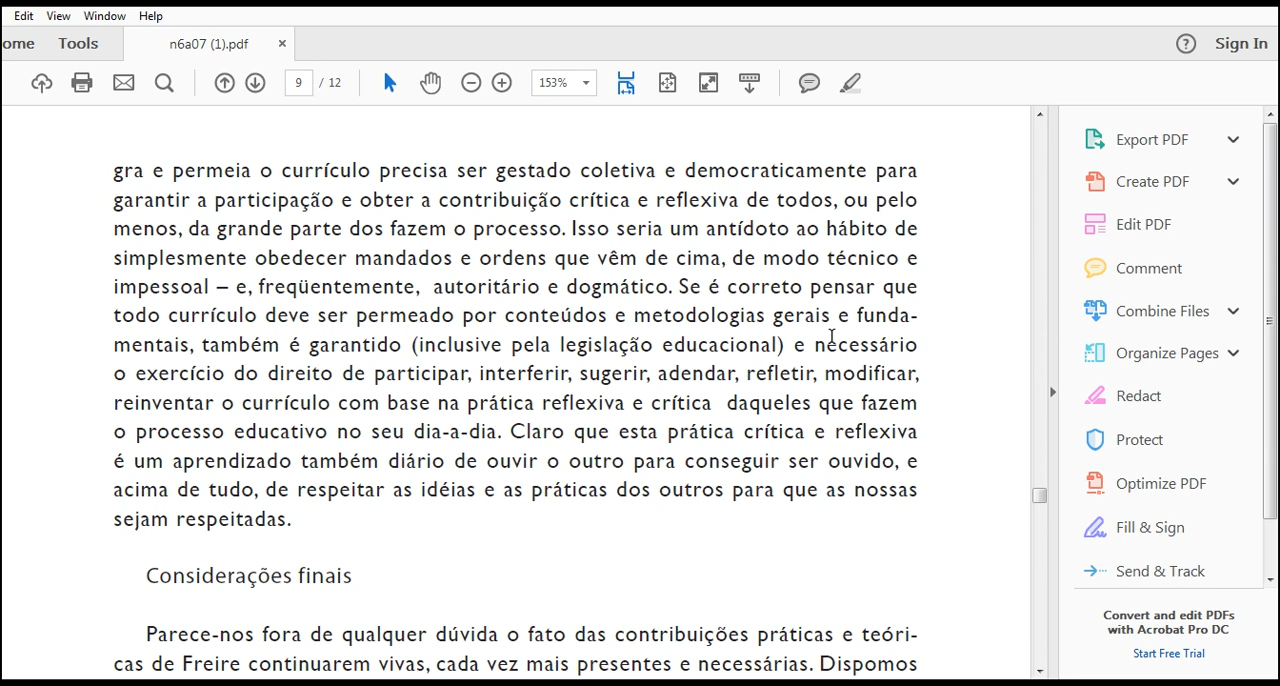 Edit View Window Help
ome Tools n6a07 (1).pdf × ? Sign In
9 / 12 153%
gra e permeia o currículo precisa ser gestado coletiva e democraticamente para
garantir a participação e obter a contribuição crítica e reflexiva de todos, ou pelo
menos, da grande parte dos fazem o processo. Isso seria um antídoto ao hábito de
simplesmente obedecer mandados e ordens que vêm de cima, de modo técnico e
impessoal – e, freqüentemente, autoritário e dogmático. Se é correto pensar que
todo currículo deve ser permeado por conteúdos e metodologias gerais e funda-
mentais, também é garantido (inclusive pela legislação educacional) e necessário
o exercício do direito de participar, interferir, sugerir, adendar, refletir, modificar,
reinventar o currículo com base na prática reflexiva e crítica daqueles que fazem
o processo educativo no seu dia-a-dia. Claro que esta prática crítica e reflexiva
é um aprendizado também diário de ouvir o outro para conseguir ser ouvido, e
acima de tudo, de respeitar as idéias e as práticas dos outros para que as nossas
sejam respeitadas.
Considerações finais
Parece-nos fora de qualquer dúvida o fato das contribuições práticas e teóri-
cas de Freire continuarem vivas, cada vez mais presentes e necessárias. Dispomos
Export PDF
Create PDF
Edit PDF
Comment
Combine Files
Organize Pages
Redact
Protect
Optimize PDF
Fill & Sign
Send & Track
Convert and edit PDFs
with Acrobat Pro DC
Start Free Trial